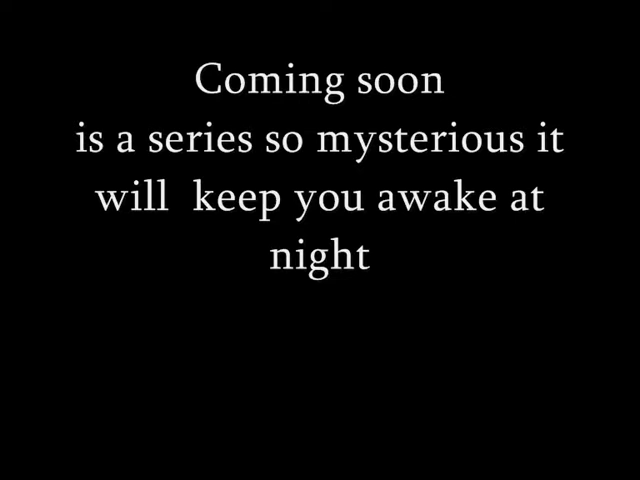 Coming soon
is a series so mysterious it
will  keep you awake at
night